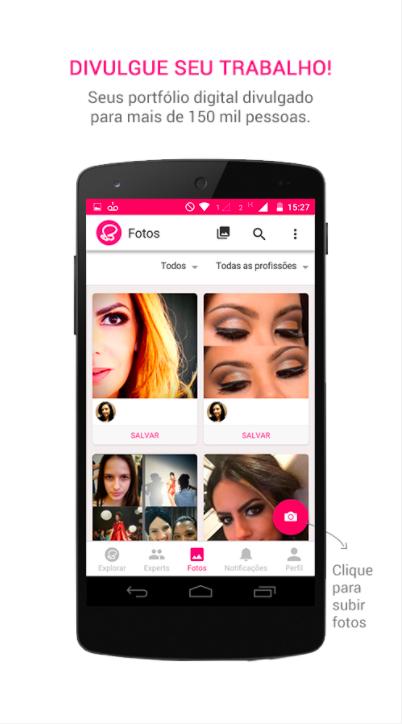 DIVULGUE SEU TRABALHO!
Seus portfólio digital divulgado
para mais de 150 mil pessoas.
1 2 H 15:27
Fotos
Todos Todas as profissões
SALVAR SALVAR
Explorar Experts Fotos Notificações Perfil
Clique
para
subir
fotos